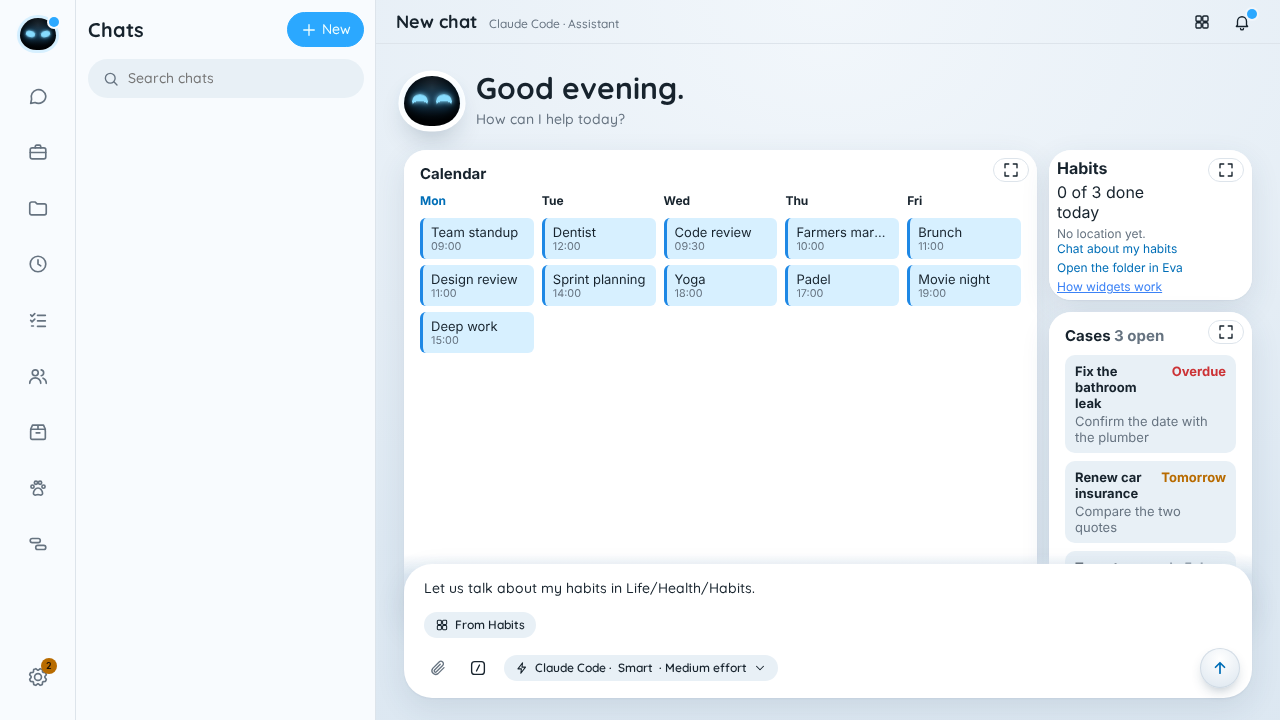 Chats
New
Search chats
2
New chat
Claude Code · Assistant
Good evening.
How can I help today?
Calendar
Mon
Tue
Wed
Thu
Fri
Team standup
09:00
Dentist
12:00
Code review
09:30
Farmers mar...
10:00
Brunch
11:00
Design review
11:00
Sprint planning
14:00
Yoga
18:00
Padel
17:00
Movie night
19:00
Deep work
15:00
Habits
0 of 3 done
today
No location yet.
Chat about my habits
Open the folder in Eva
How widgets work
Cases 3 open
Fix the
bathroom
leak
Overdue
Confirm the date with
the plumber
Renew car
insurance
Tomorrow
Compare the two
quotes
Let us talk about my habits in Life/Health/Habits.
From Habits
Claude Code · Smart · Medium effort